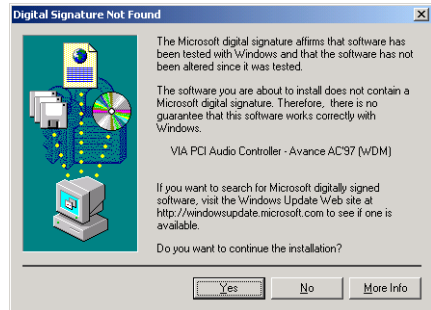 Digital Signature Not Found
The Microsoft digital signature affirms that software has
been tested with Windows and that the software has not
been altered since it was tested.
The software you are about to install does not contain a
Microsoft digital signature. Therefore, there is no
guarantee that this software works correctly with
Windows.
VIA PCI Audio Controller - Avance AC'97 (WDM)
If you want to search for Microsoft digitally signed
software, visit the Windows Update Web site at
http://windowsupdate.microsoft.com to see if one is
available.
Do you want to continue the installation?
Yes No More Info